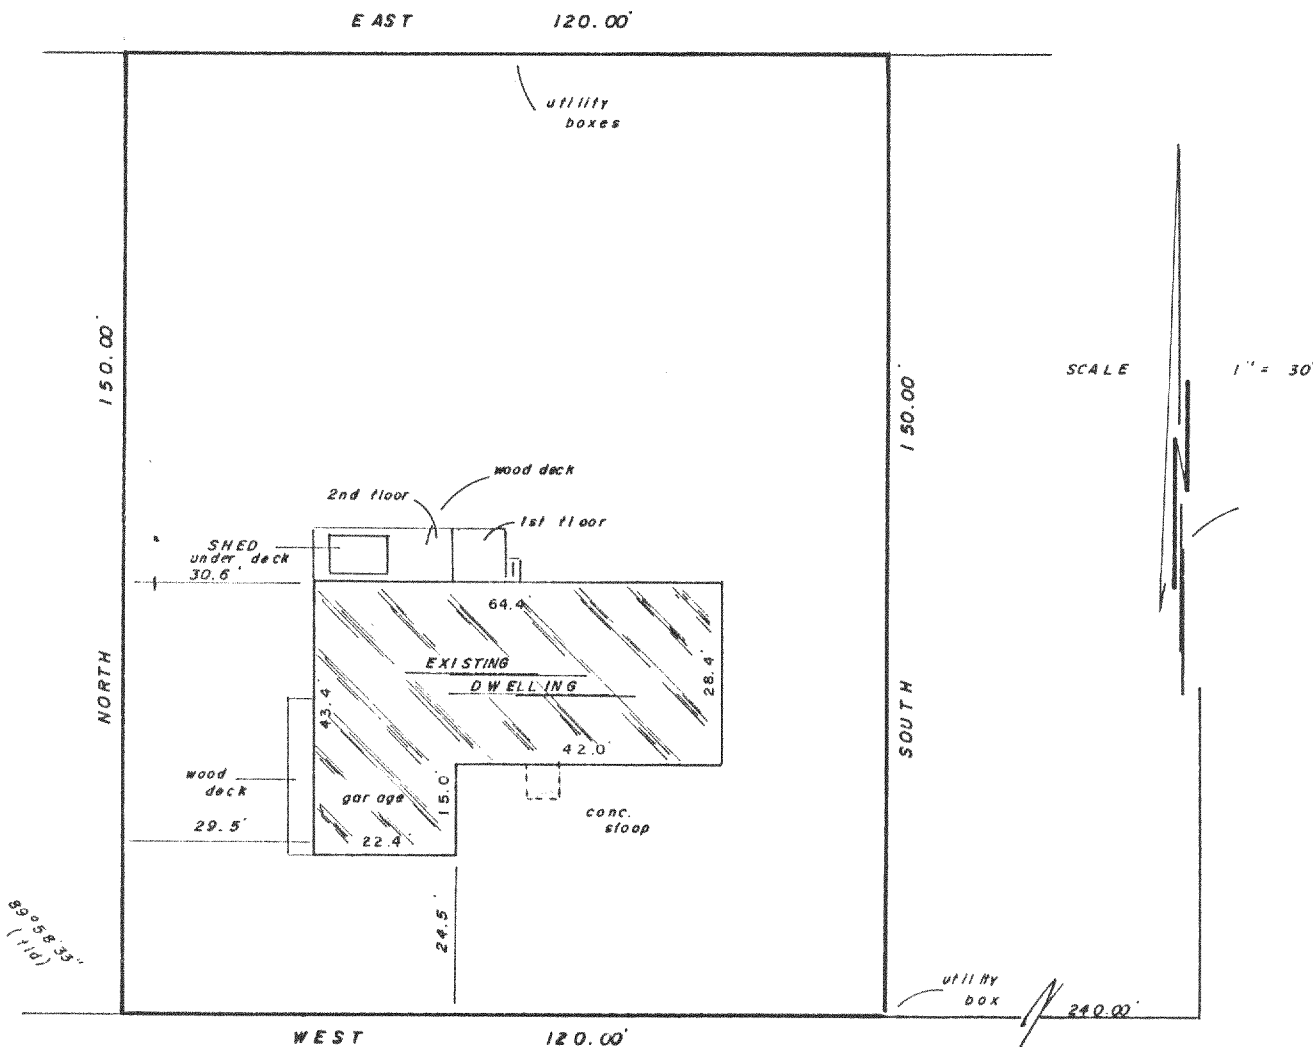 EAST 120.00'
utility
boxes
150.00'
NORTH
150.00'
SOUTH
SCALE 1" = 30'
wood deck
2nd floor
1st floor
SHED
under deck
30.6'
64.4'
EXISTING
DWELLING
28.4'
43.4'
42.0'
wood
deck
garage
15.0'
conc.
stoop
29.5'
22.4'
24.5'
89°58'33"
(fld)
utility
box
240.00'
WEST 120.00'